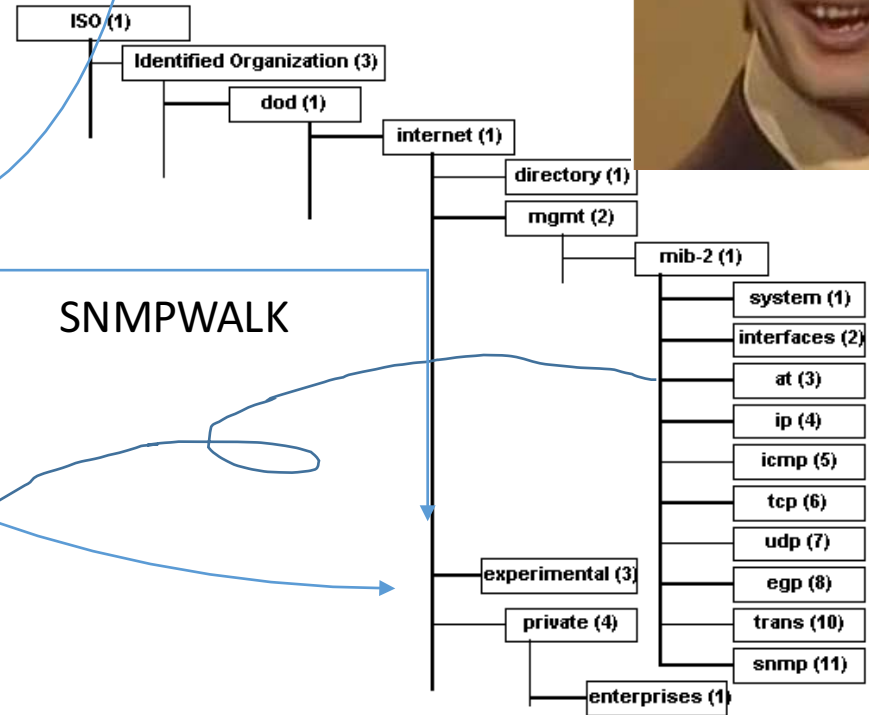 ISO (1)
Identified Organization (3)
dod (1)
internet (1)
directory (1)
mgmt (2)
mib-2 (1)
system (1)
interfaces (2)
at (3)
ip (4)
icmp (5)
tcp (6)
udp (7)
egp (8)
trans (10)
snmp (11)
SNMPWALK
experimental (3)
private (4)
enterprises (1)